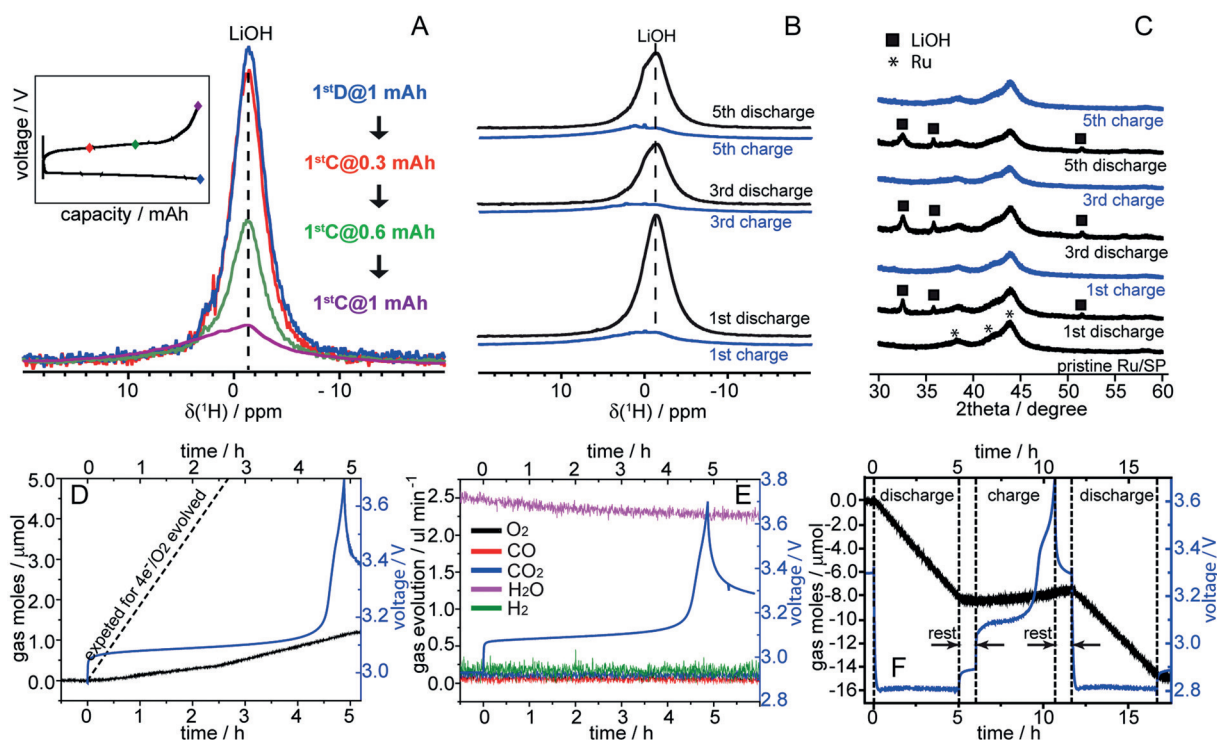 A
LiOH
1ˢᵗD@1 mAh
1ˢᵗC@0.3 mAh
1ˢᵗC@0.6 mAh
1ˢᵗC@1 mAh
voltage / V
capacity / mAh
10 0 -10
δ(¹H) / ppm
B
LiOH
5th discharge
5th charge
3rd discharge
3rd charge
1st discharge
1st charge
10 0 -10
δ(¹H) / ppm
C
LiOH
* Ru
5th charge
5th discharge
3rd charge
3rd discharge
1st charge
1st discharge
* * *
pristine Ru/SP
30 35 40 45 50 55 60
2theta / degree
time / h
0 1 2 3 4 5
D
gas moles / μmol
5.0
4.0
3.0
2.0
1.0
0.0
expeted for 4e⁻/O2 evolved
3.6
3.4
3.2
3.0
voltage / V
0 1 2 3 4 5
time / h
time / h
0 1 2 3 4 5
E
gas evolution / ul min⁻¹
2.5
2.0
1.5
1.0
0.5
0.0
O₂
CO
CO₂
H₂O
H₂
3.8
3.6
3.4
3.2
3.0
2.8
voltage / V
0 1 2 3 4 5
time / h
time / h
0 5 10 15
gas moles / μmol
0.0
-2
-4
-6
-8
-10
-12
-14
-16
discharge
charge
discharge
rest
rest
F
3.6
3.4
3.2
3.0
2.8
voltage / V
0 5 10 15
time / h